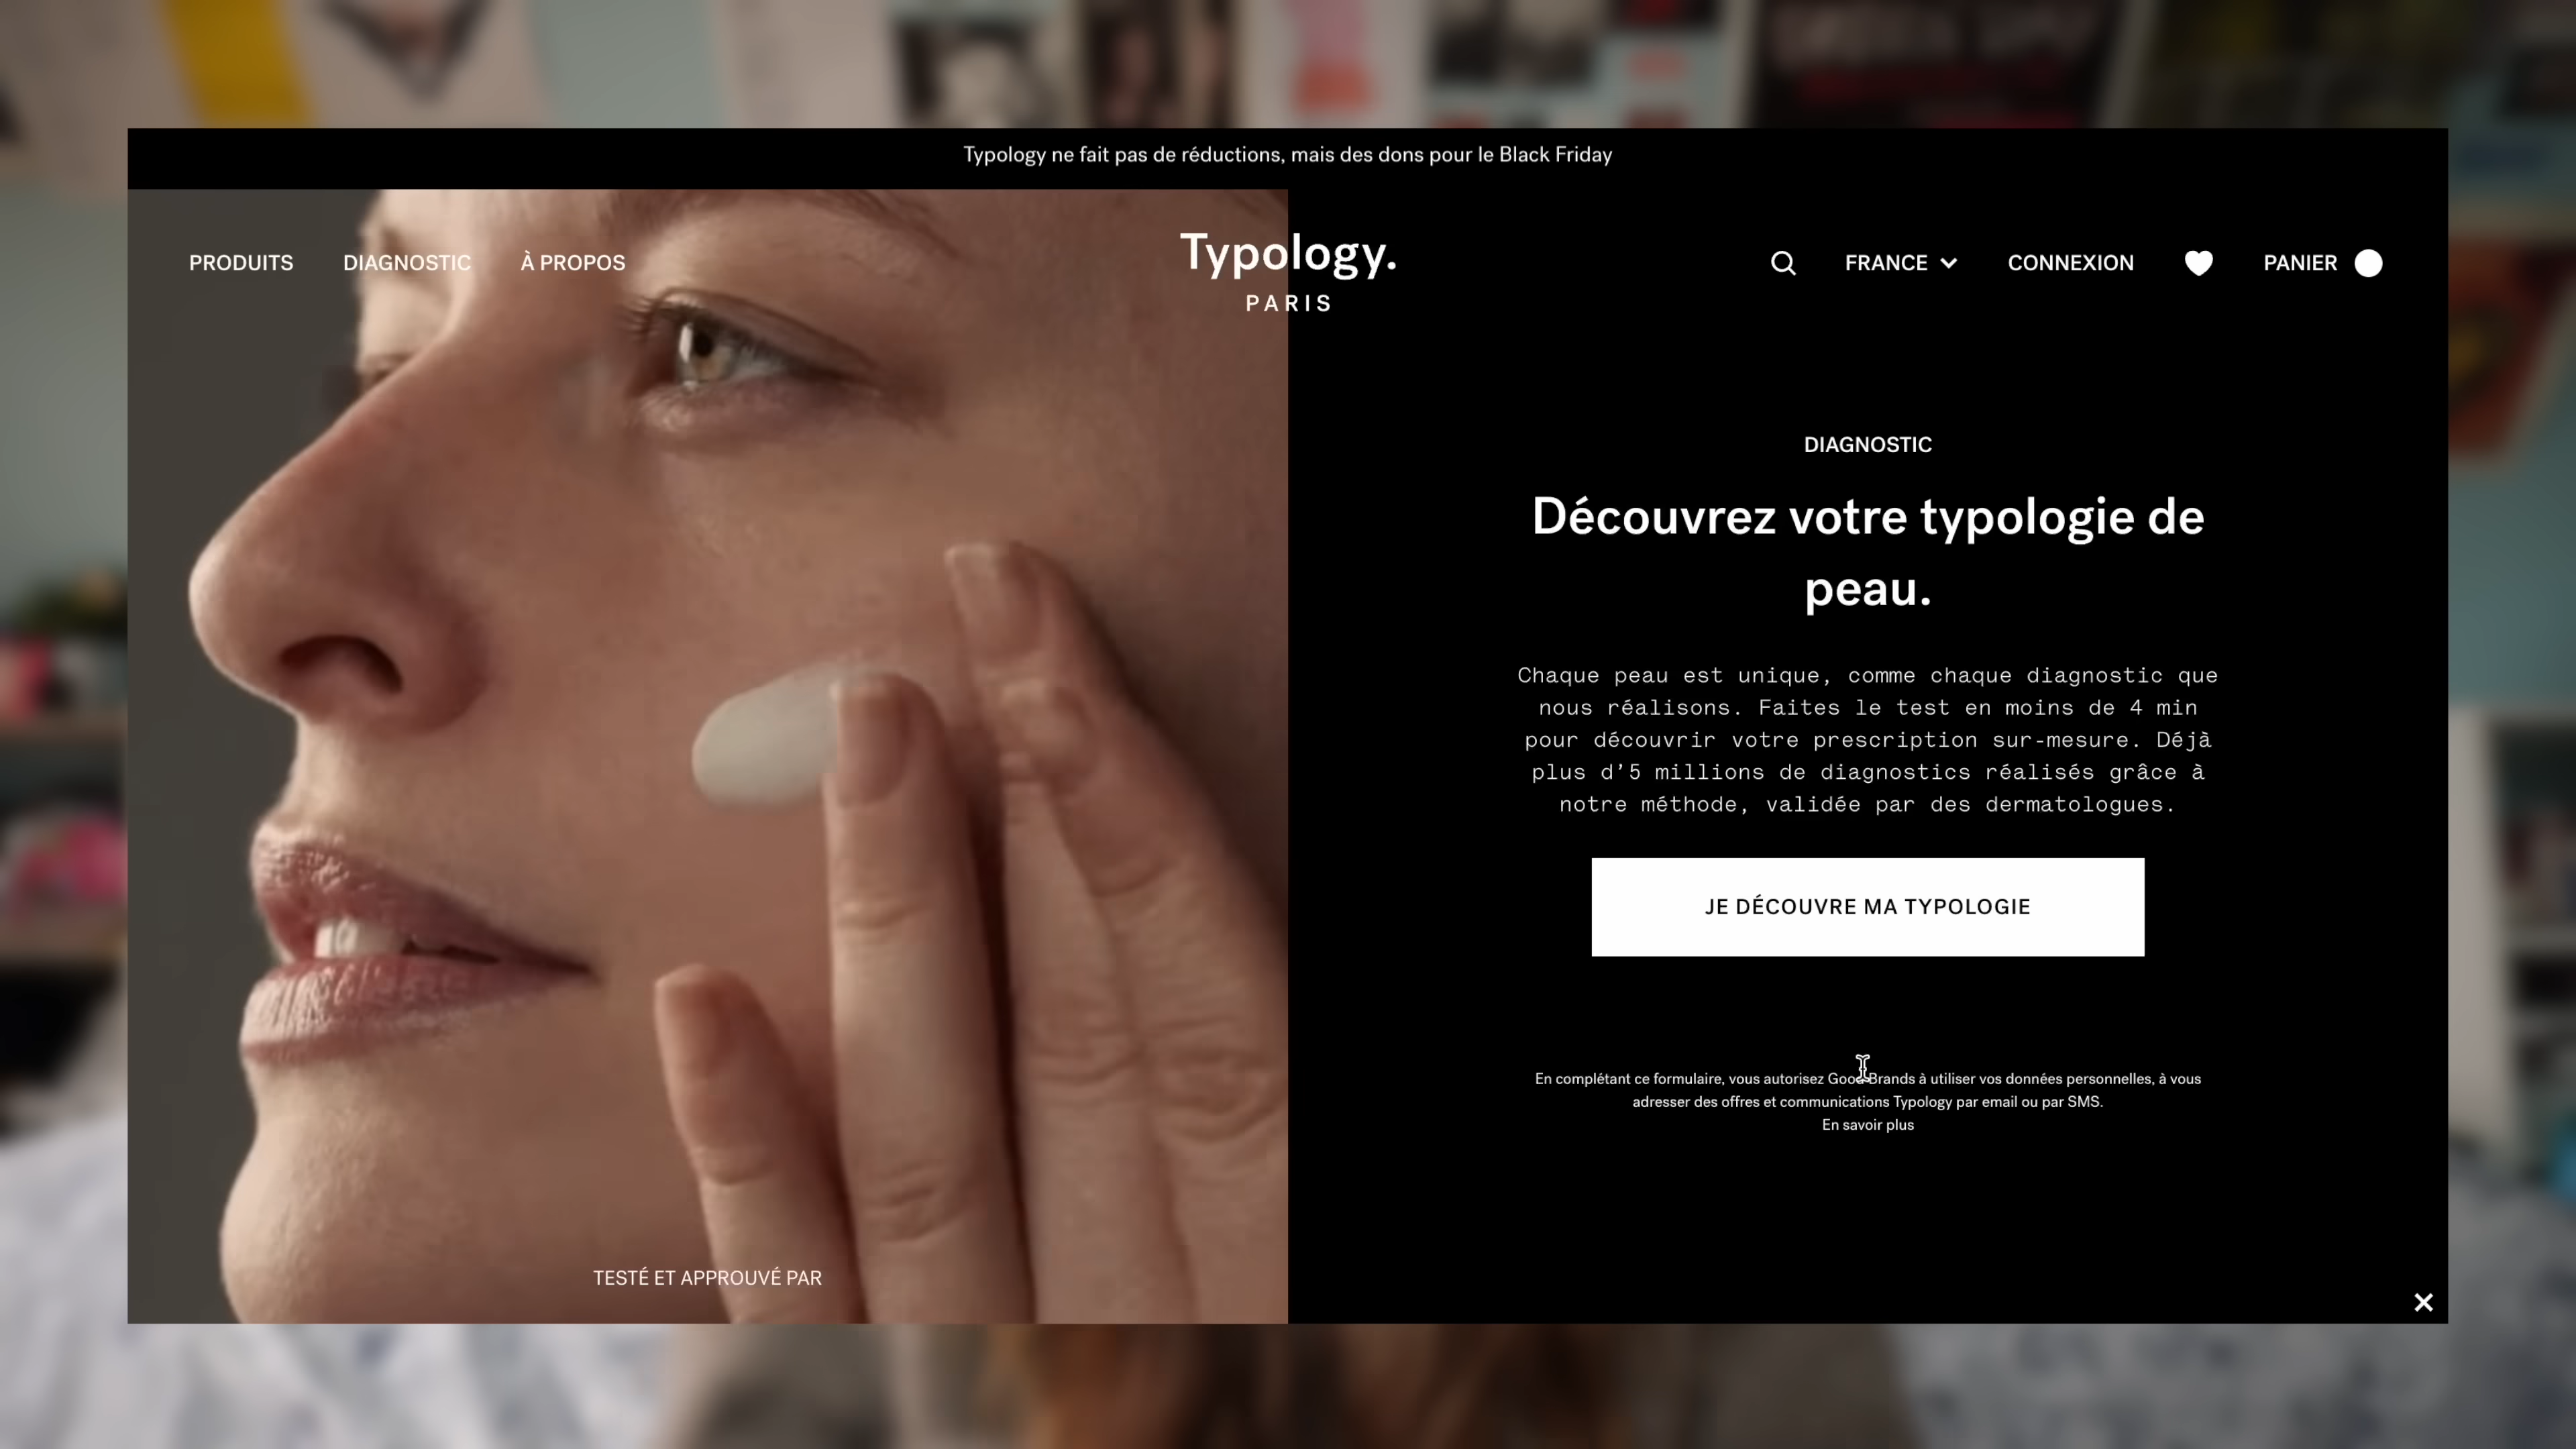 Typology ne fait pas de réductions, mais des dons pour le Black Friday
PRODUITS DIAGNOSTIC À PROPOS
Typology.
PARIS
FRANCE CONNEXION PANIER
DIAGNOSTIC
Découvrez votre typologie de
peau.
Chaque peau est unique, comme chaque diagnostic que
nous réalisons. Faites le test en moins de 4 min
pour découvrir votre prescription sur-mesure. Déjà
plus d’5 millions de diagnostics réalisés grâce à
notre méthode, validée par des dermatologues.
JE DÉCOUVRE MA TYPOLOGIE
En complétant ce formulaire, vous autorisez Good Brands à utiliser vos données personnelles, à vous
adresser des offres et communications Typology par email ou par SMS.
En savoir plus
TESTÉ ET APPROUVÉ PAR